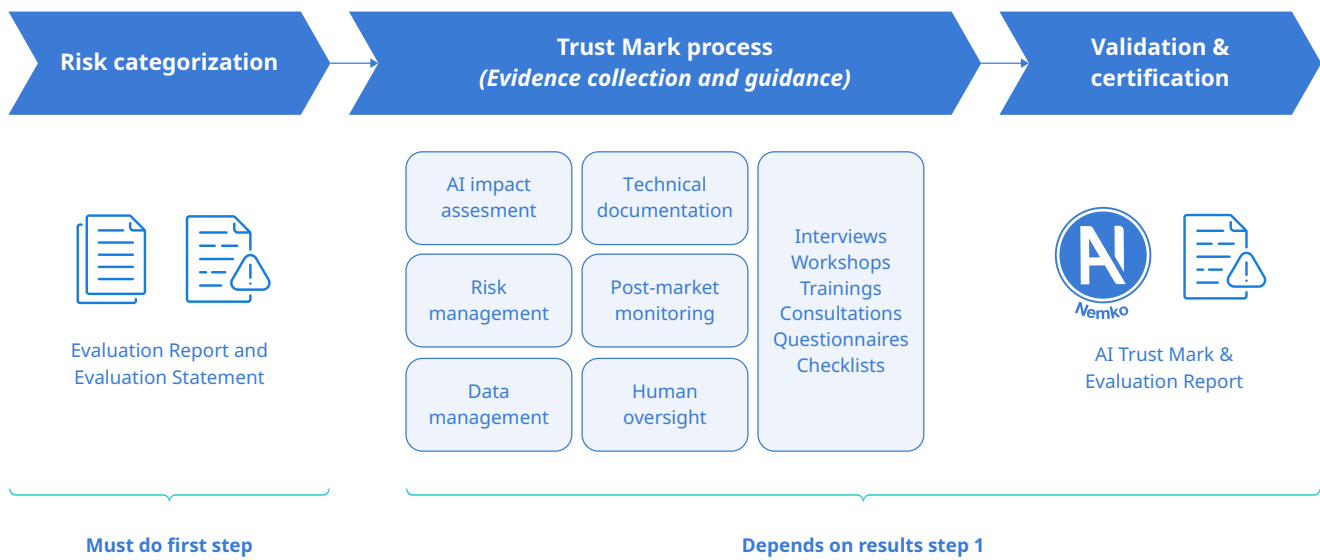 Risk categorization
Trust Mark process
(Evidence collection and guidance)
Validation &
certification
Evaluation Report and
Evaluation Statement
AI impact
assesment
Technical
documentation
Risk
management
Post-market
monitoring
Data
management
Human
oversight
Interviews
Workshops
Trainings
Consultations
Questionnaires
Checklists
AI
Nemko
AI Trust Mark &
Evaluation Report
Must do first step
Depends on results step 1